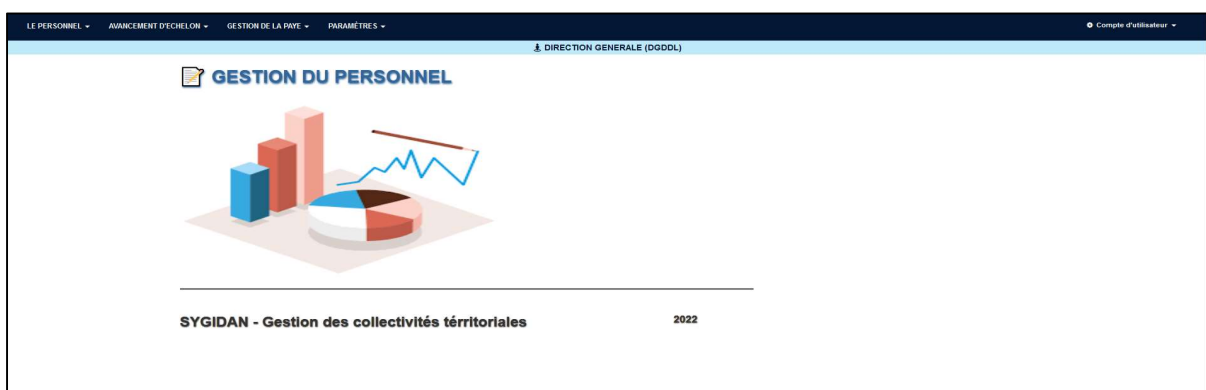 LE PERSONNEL AVANCEMENT D'ECHELON GESTION DE LA PAYE PARAMÉTRES Compte d'utilisateur
DIRECTION GENERALE (DGDDL)
GESTION DU PERSONNEL
SYGIDAN - Gestion des collectivités térritoriales 2022